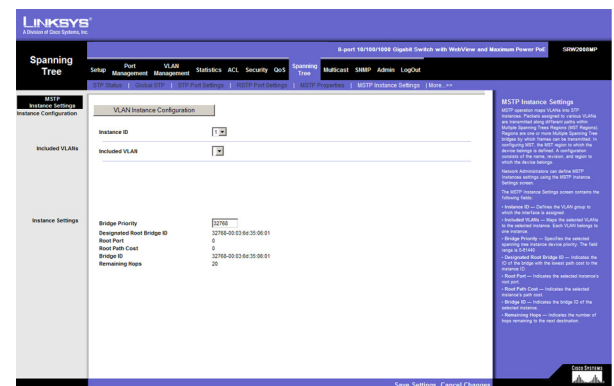 LINKSYS®
A Division of Cisco Systems, Inc.
8-port 10/100/1000 Gigabit Switch with WebView and Maximum Power PoE
SRW2008MP
Spanning
Tree
Setup
Port
Management
VLAN
Management
Statistics
ACL
Security
QoS
Spanning
Tree
Multicast
SNMP
Admin
LogOut
STP Status | Global STP | STP Port Settings | RSTP Port Settings | MSTP Properties | MSTP Instance Settings | More...>>
MSTP
Instance Settings
Instance Configuration
VLAN Instance Configuration
Instance ID
1
Included VLANs
Included VLAN
Instance Settings
Bridge Priority
32768
Designated Root Bridge ID
32768-00:03:6d:35:08:01
Root Port
0
Root Path Cost
0
Bridge ID
32768-00:03:6d:35:08:01
Remaining Hops
20
MSTP Instance Settings
MSTP operation maps VLANs into STP
instances. Packets assigned to various VLANs
are transmitted along different paths within
Multiple Spanning Trees Regions (MST Regions).
Regions are one or more Multiple Spanning Tree
bridges by which frames can be transmitted. In
configuring MST, the MST region to which the
device belongs is defined. A configuration
consists of the name, revision, and region to
which the device belongs.
Network Administrators can define MSTP
Instances settings using the MSTP Instance
Settings screen.
The MSTP Instance Settings screen contains the
following fields:
• Instance ID — Defines the VLAN group to
which the interface is assigned.
• Included VLANs — Maps the selected VLANs
to the selected instance. Each VLAN belongs to
one instance.
• Bridge Priority — Specifies the selected
spanning tree instance device priority. The field
range is 0-61440
• Designated Root Bridge ID — Indicates the
ID of the bridge with the lowest path cost to the
instance ID.
• Root Port — Indicates the selected instance's
root port.
• Root Path Cost — Indicates the selected
instance's path cost.
• Bridge ID — Indicates the bridge ID of the
selected instance.
• Remaining Hops — Indicates the number of
hops remaining to the next destination.
Save Settings
Cancel Changes
CISCO SYSTEMS